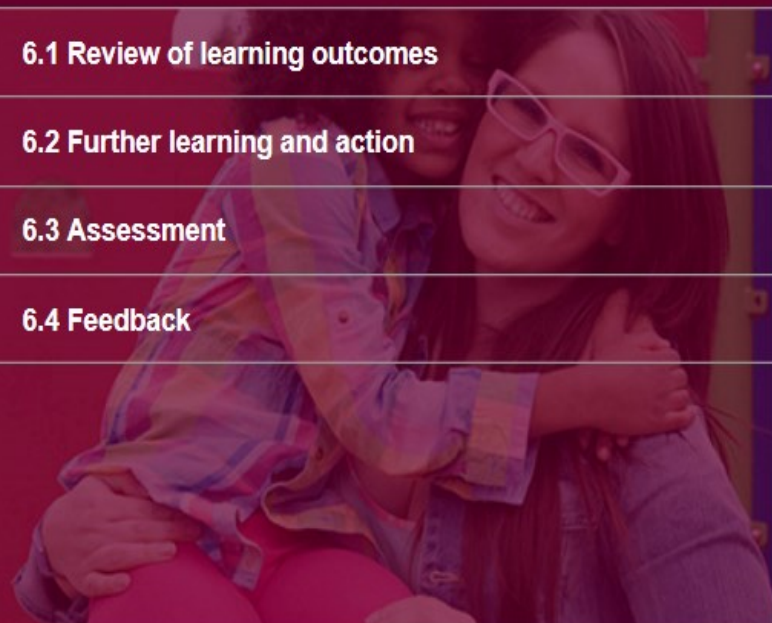 6.1 Review of learning outcomes
6.2 Further learning and action
6.3 Assessment
6.4 Feedback